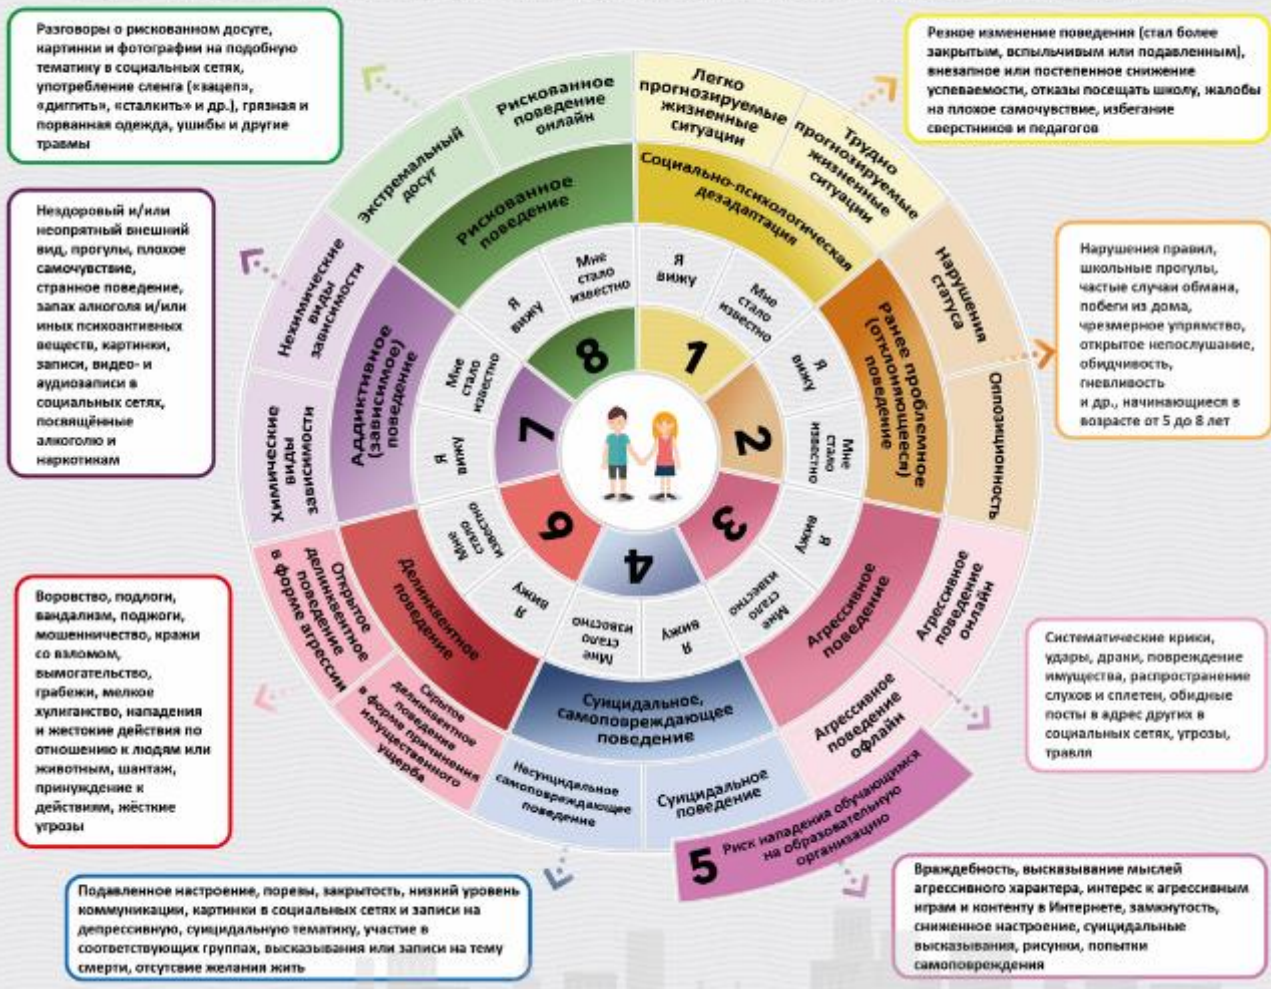 Разговоры о рискованном досуге,
картинки и фотографии на подобную
тематику в социальных сетях,
употребление сленга («зацеп»,
«диггить», «сталкить» и др.), грязная и
порванная одежда, ушибы и другие
травмы
Резкое изменение поведения (стал более
закрытым, вспыльчивым или подавленным),
внезапное или постепенное снижение
успеваемости, отказы посещать школу, жалобы
на плохое самочувствие, избегание
сверстников и педагогов
Нездоровый и/или
неопрятный внешний
вид, прогулы, плохое
самочувствие,
странное поведение,
запах алкоголя и/или
иных психоактивных
веществ, картинки,
записи, видео- и
аудиозаписи в
социальных сетях,
посвящённые
алкоголю и
наркотикам
Нарушения правил,
школьные прогулы,
частые случаи обмана,
побеги из дома,
чрезмерное упрямство,
открытое непослушание,
обидчивость,
гневливость
и др., начинающиеся в
возрасте от 5 до 8 лет
Воровство, подлоги,
вандализм, поджоги,
мошенничество, кражи
со взломом,
вымогательство,
грабежи, мелкое
хулиганство, нападения
и жестокие действия по
отношению к людям или
животным, шантаж,
принуждение к
действиям, жёсткие
угрозы
Систематические крики,
удары, драки, повреждение
имущества, распространение
слухов и сплетен, обидные
посты в адрес других в
социальных сетях, угрозы,
травля
Подавленное настроение, порезы, закрытость, низкий уровень
коммуникации, картинки в социальных сетях и записи на
депрессивную, суицидальную тематику, участие в
соответствующих группах, высказывания или записи на тему
смерти, отсутсвие желания жить
Враждебность, высказывание мыслей
агрессивного характера, интерес к агрессивным
играм и контенту в Интернете, замкнутость,
сниженное настроение, суицидальные
высказывания, рисунки, попытки
самоповреждения
Легко
прогнозируемые
жизненные
ситуации
Трудно
прогнозируемые
жизненные
ситуации
Социально-психологическая
дезадаптация
Я
вижу
Мне
стало
известно
1
Нарушения
статуса
Оппозиционность
Ранее проблемное
(отклоняющееся)
поведение
Я
вижу
Мне
стало
известно
2
Агрессивное
поведение
онлайн
Агрессивное
поведение
офлайн
Агрессивное
поведение
Я
вижу
Мне
стало
известно
3
Суицидальное
поведение
Несуицидальное
самоповреждающее
поведение
Суицидальное,
самоповреждающее
поведение
Я
вижу
Мне
стало
известно
4
5
Риск нападения обучающимся
на образовательную
организацию
Скрытое
делинквентное
поведение
в форме причинения
имущественного
ущерба
Открытое
делинквентное
поведение
в форме агрессии
Делинквентное
поведение
Я
вижу
Мне
стало
известно
6
Химические
виды
зависимости
Нехимические
виды
зависимости
Аддиктивное
(зависимое)
поведение
Я
вижу
Мне
стало
известно
7
Экстремальный
досуг
Рискованное
поведение
онлайн
Рискованное
поведение
Я
вижу
Мне
стало
известно
8